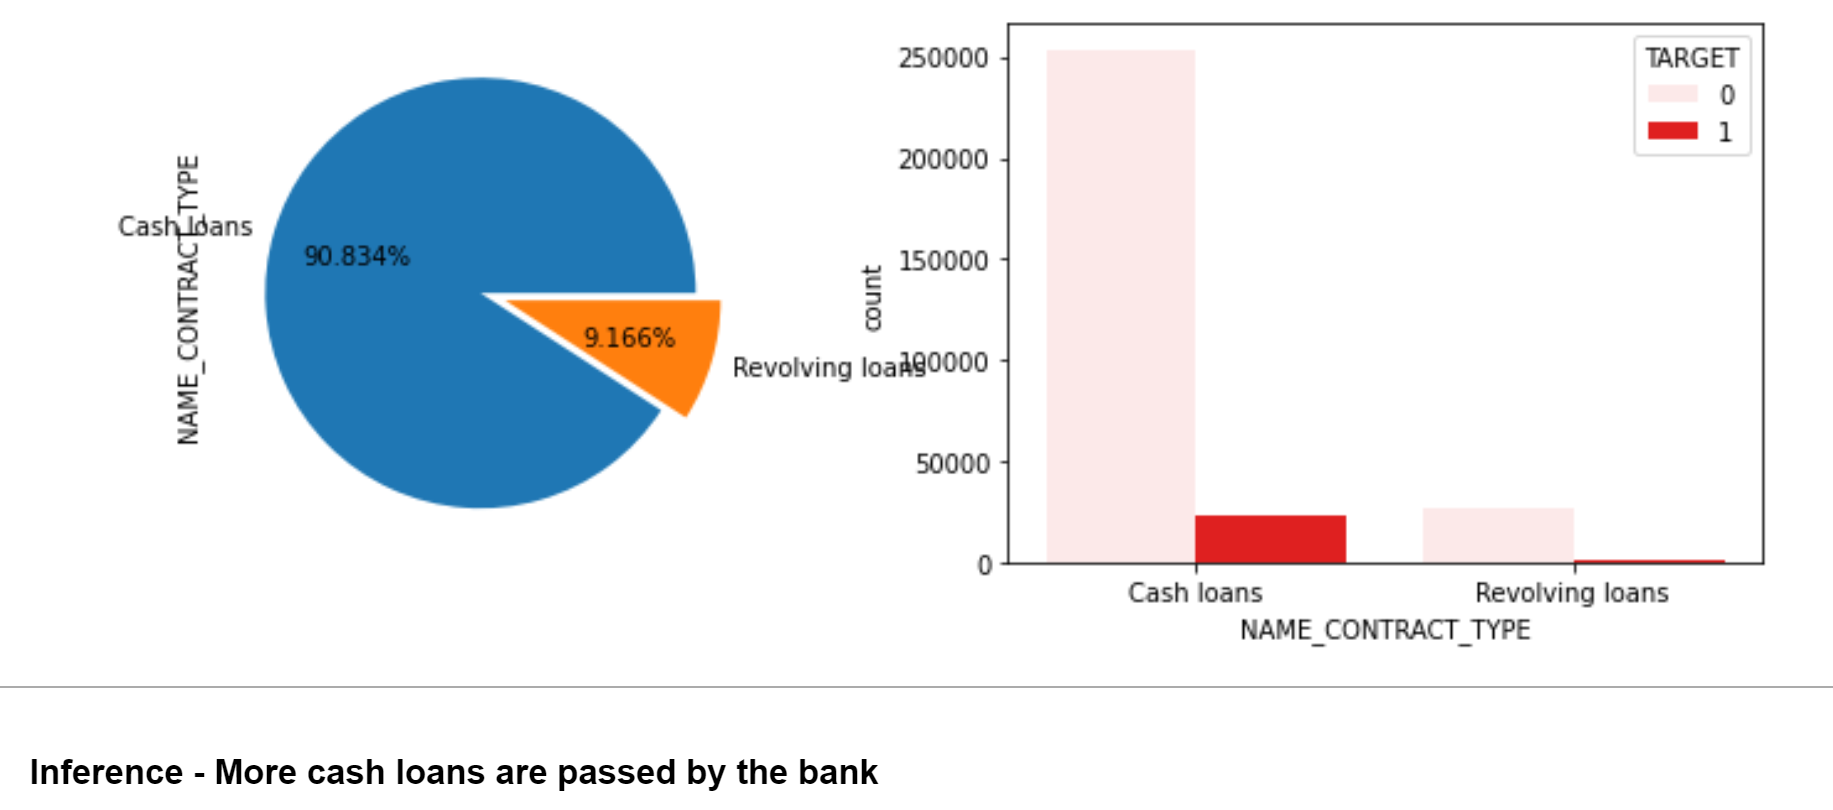 NAME_CONTRACT_TYPE
Cash loans
90.834%
9.166%
Revolving loans
count
250000
200000
150000
100000
50000
0
TARGET
0
1
Cash loans
Revolving loans
NAME_CONTRACT_TYPE
Inference - More cash loans are passed by the bank